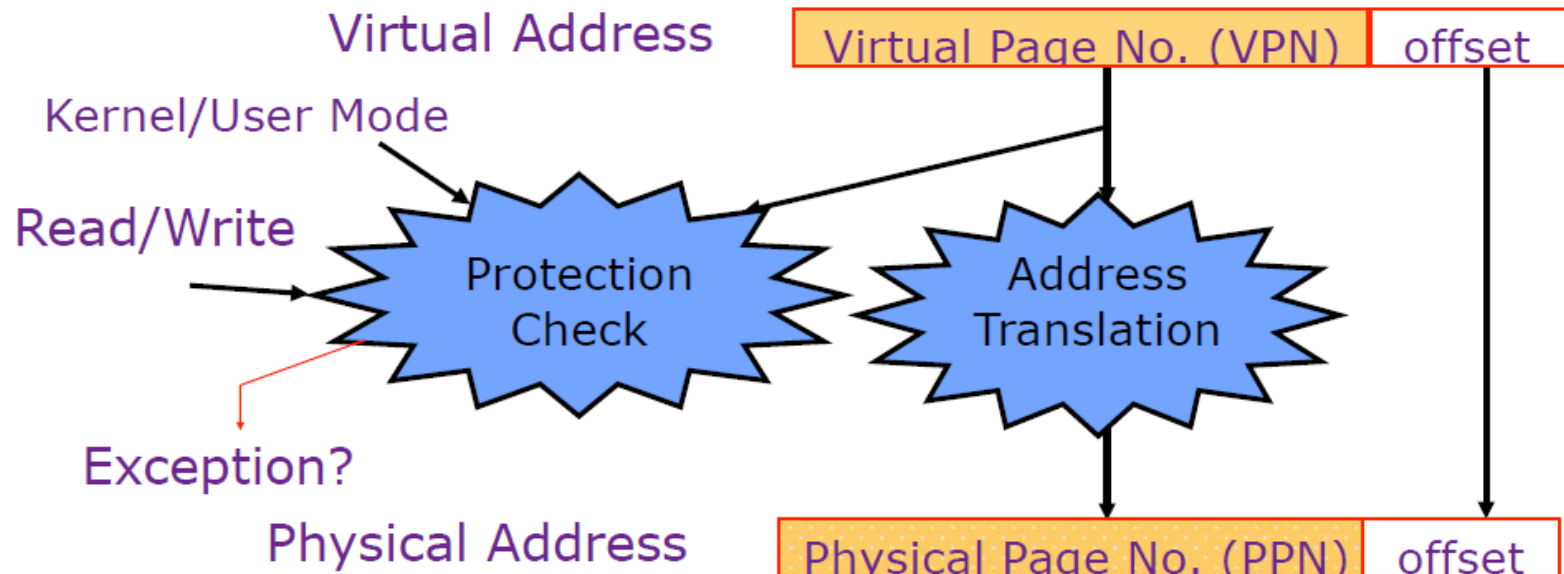 Virtual Address
Virtual Page No. (VPN)
offset
Kernel/User Mode
Read/Write
Protection
Check
Address
Translation
Exception?
Physical Address
Physical Page No. (PPN)
offset